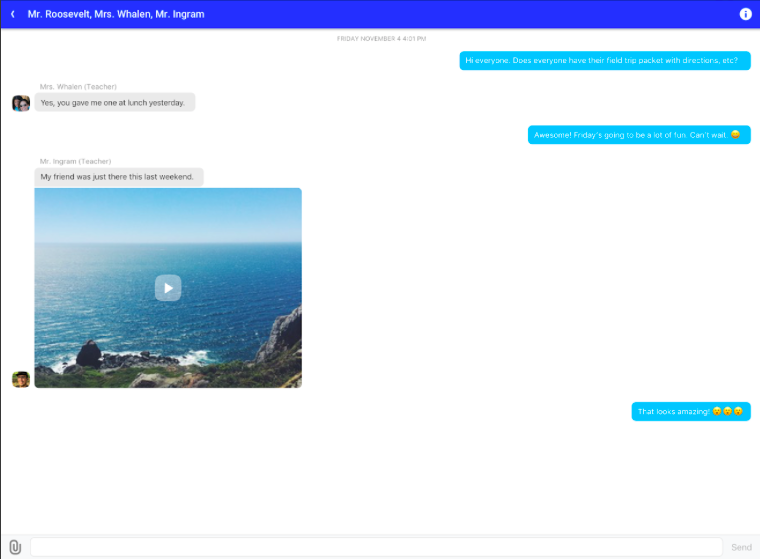 Mr. Roosevelt, Mrs. Whalen, Mr. Ingram
FRIDAY NOVEMBER 4 4:01 PM
Hi everyone. Does everyone have their field trip packet with directions, etc?
Mrs. Whalen (Teacher)
Yes, you gave me one at lunch yesterday.
Awesome! Friday's going to be a lot of fun. Can't wait. 😄
Mr. Ingram (Teacher)
My friend was just there this last weekend.
That looks amazing! 😮😮😮
Send